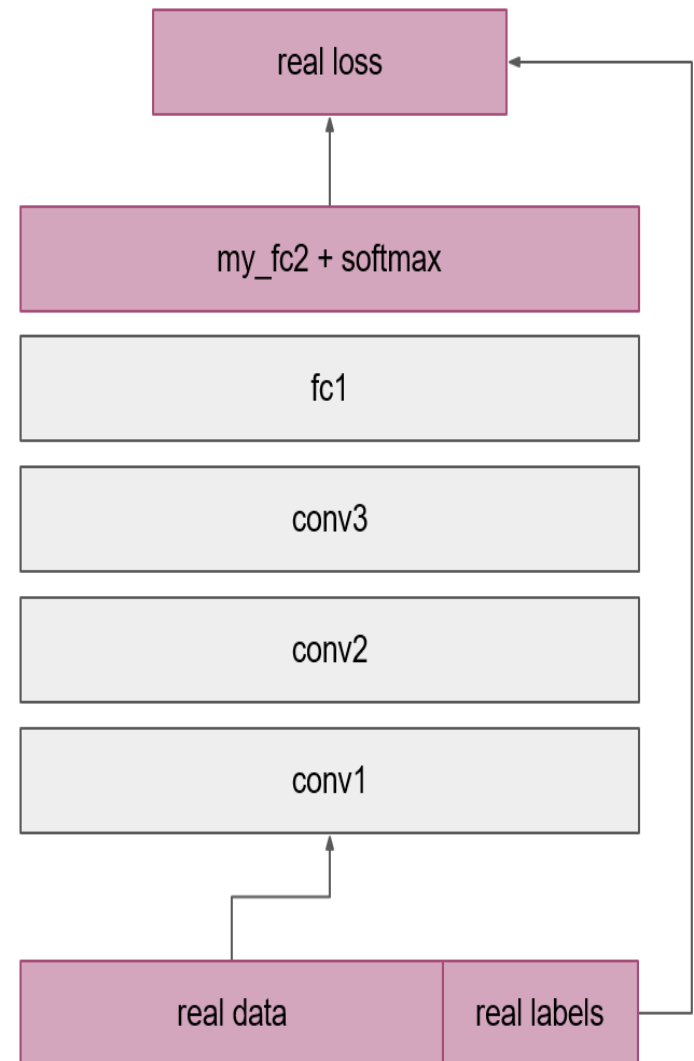 real loss
my_fc2 + softmax
fc1
conv3
conv2
conv1
real data
real labels